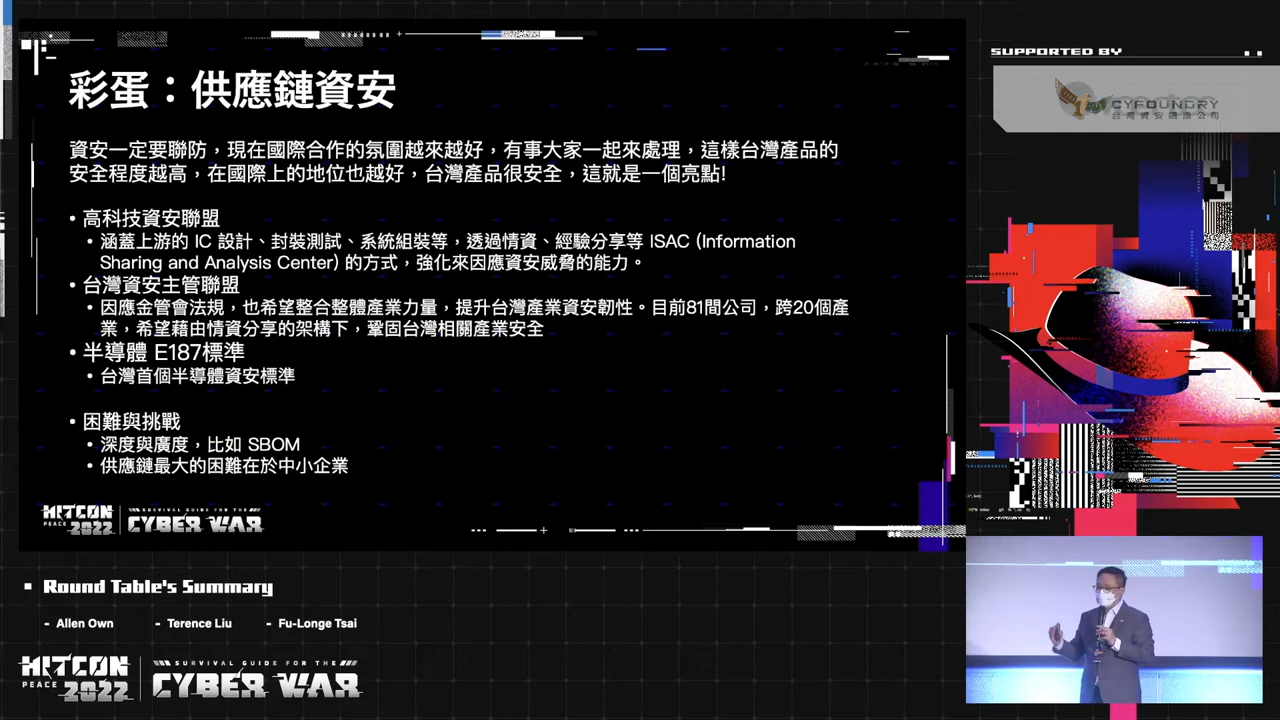 彩蛋：供應鏈資安
資安一定要聯防，現在國際合作的氛圍越來越好，有事大家一起來處理，這樣台灣產品的
安全程度越高，在國際上的地位也越好，台灣產品很安全，這就是一個亮點!
• 高科技資安聯盟
• 涵蓋上游的 IC 設計、封裝測試、系統組裝等，透過情資、經驗分享等 ISAC (Information
Sharing and Analysis Center) 的方式，強化來因應資安威脅的能力。
• 台灣資安主管聯盟
• 因應金管會法規，也希望整合整體產業力量，提升台灣產業資安韌性。目前81間公司，跨20個產
業，希望藉由情資分享的架構下，鞏固台灣相關產業安全
• 半導體 E187標準
• 台灣首個半導體資安標準
• 困難與挑戰
• 深度與廣度，比如 SBOM
• 供應鏈最大的困難在於中小企業
HITCON
PEACE 2022
SURVIVAL GUIDE FOR THE
CYBER WAR
SUPPORTED BY
CYFOUNDRY
台灣資安鑄造公司
Round Table's Summary
- Allen Own - Terence Liu - Fu-Longe Tsai
HITCON
PEACE 2022
SURVIVAL GUIDE FOR THE
CYBER WAR